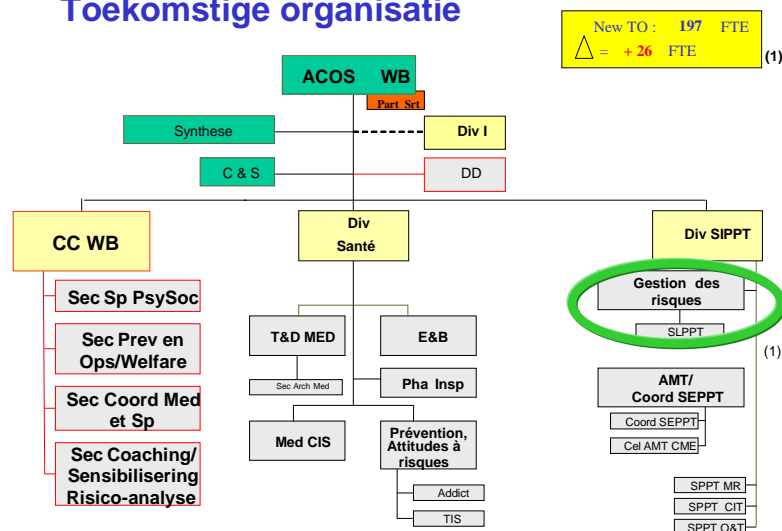 Toekomstige organisatie
New TO : 197 FTE
= + 26 FTE
(1)
ACOS WB
Part Srt
Synthese
Div I
C & S
DD
CC WB
Div
Santé
Div SIPPT
Sec Sp PsySoc
Sec Prev en
Ops/Welfare
Sec Coord Med
et Sp
Sec Coaching/
Sensibilisering
Risico-analyse
T&D MED
Sec Arch Med
E&B
Pha Insp
Med CIS
Prévention,
Attitudes à
risques
Addict
TIS
Gestion des
risques
SLPPT
(1)
AMT/
Coord SEPPT
Coord SEPPT
Cel AMT CME
SPPT MR
SPPT CIT
SPPT O&T